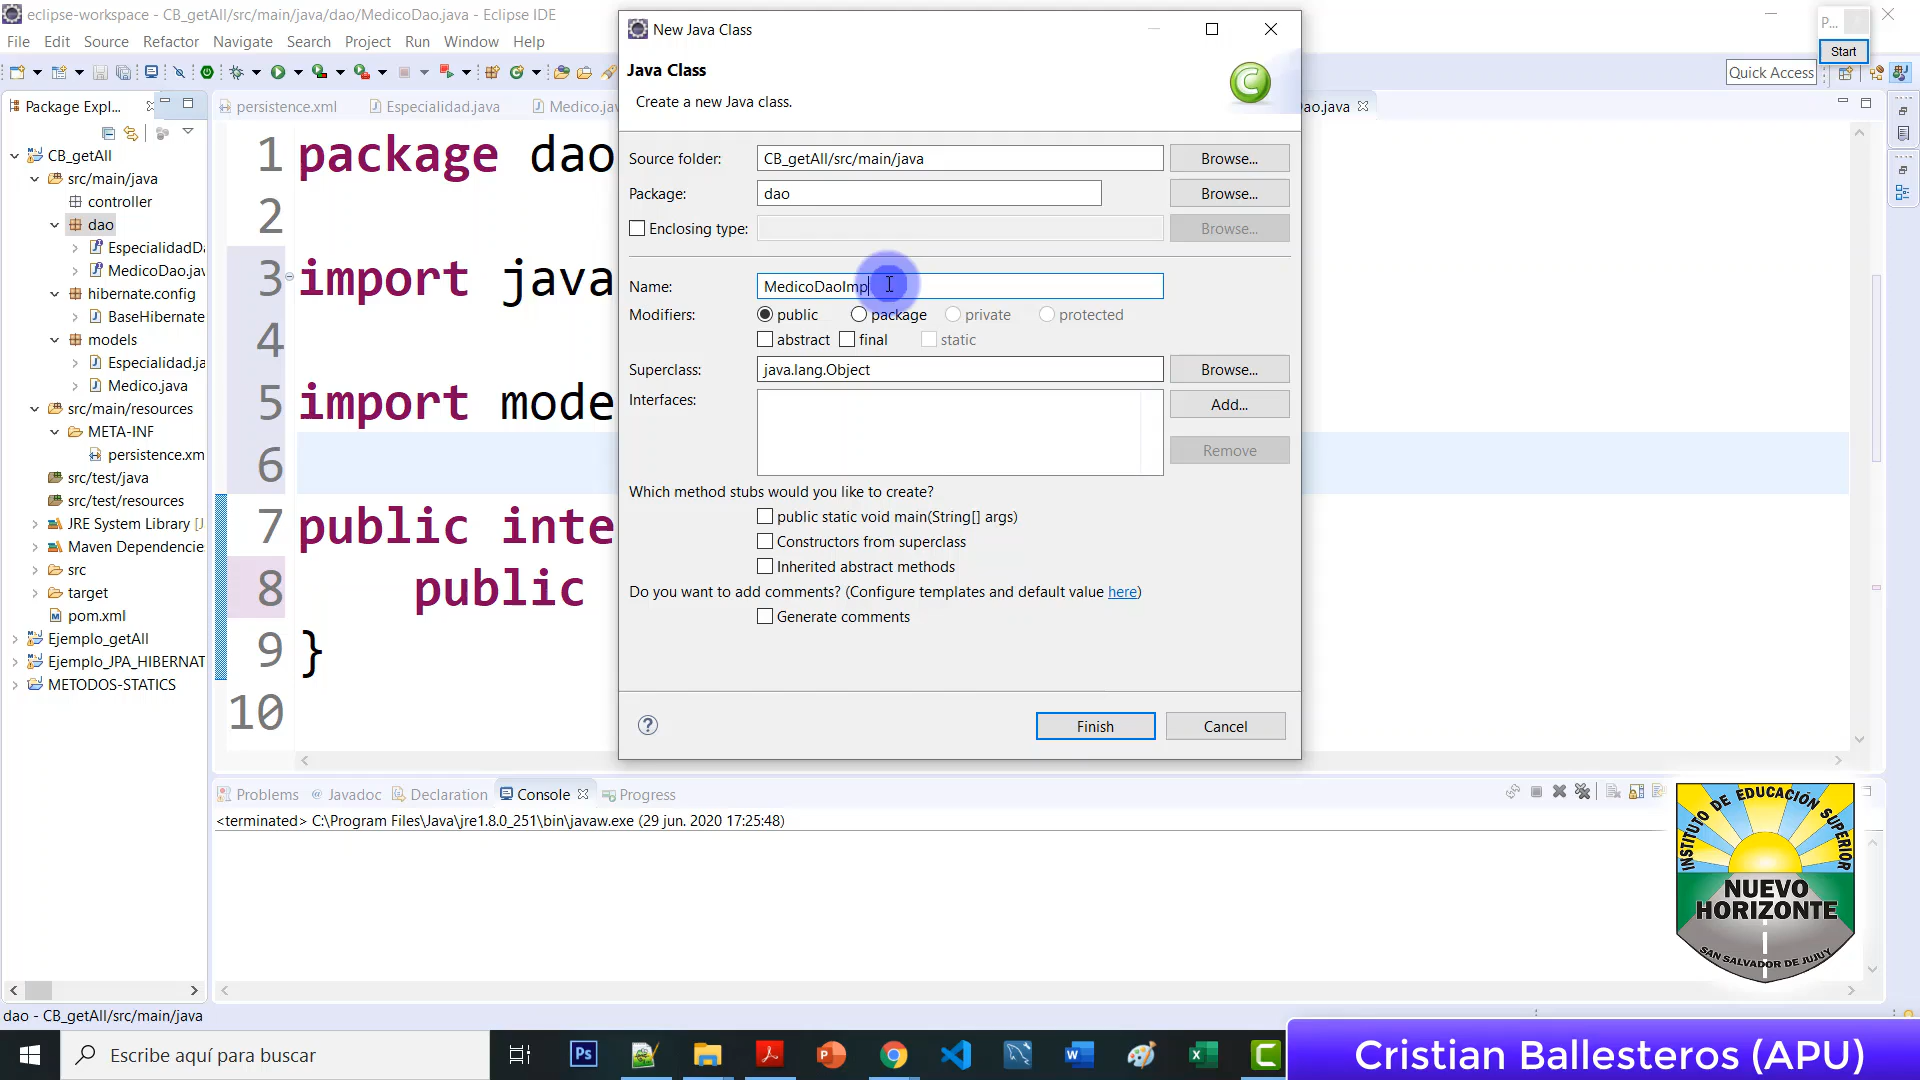 eclipse-workspace - CB_getAll/src/main/java/dao/MedicoDao.java - Eclipse IDE
File Edit Source Refactor Navigate Search Project Run Window Help
Quick Access
P...
Start
Package Expl...
CB_getAll
src/main/java
controller
dao
EspecialidadDa
MedicoDao.jav
hibernate.config
BaseHibernate
models
Especialidad.ja
Medico.java
src/main/resources
META-INF
persistence.xm
src/test/java
src/test/resources
JRE System Library [J
Maven Dependencie
src
target
pom.xml
Ejemplo_getAll
Ejemplo_JPA_HIBERNAT
METODOS-STATICS
persistence.xml Especialidad.java Medico.jav Dao.java
1 package dao
2
3 import java
4
5 import mode
6
7 public inte
8 public
9 }
10
New Java Class
Java Class
Create a new Java class.
C
Source folder: CB_getAll/src/main/java Browse...
Package: dao Browse...
Enclosing type: Browse...
Name: MedicoDaoImp
Modifiers: public package private protected
abstract final static
Superclass: java.lang.Object Browse...
Interfaces: Add...
Remove
Which method stubs would you like to create?
public static void main(String[] args)
Constructors from superclass
Inherited abstract methods
Do you want to add comments? (Configure templates and default value here)
Generate comments
?
Finish Cancel
Problems @ Javadoc Declaration Console Progress
<terminated> C:\Program Files\Java\jre1.8.0_251\bin\javaw.exe (29 jun. 2020 17:25:48)
INSTITUTO DE EDUCACIÓN SUPERIOR
NUEVO
HORIZONTE
SAN SALVADOR DE JUJUY
dao - CB_getAll/src/main/java
Escribe aquí para buscar
Cristian Ballesteros (APU)